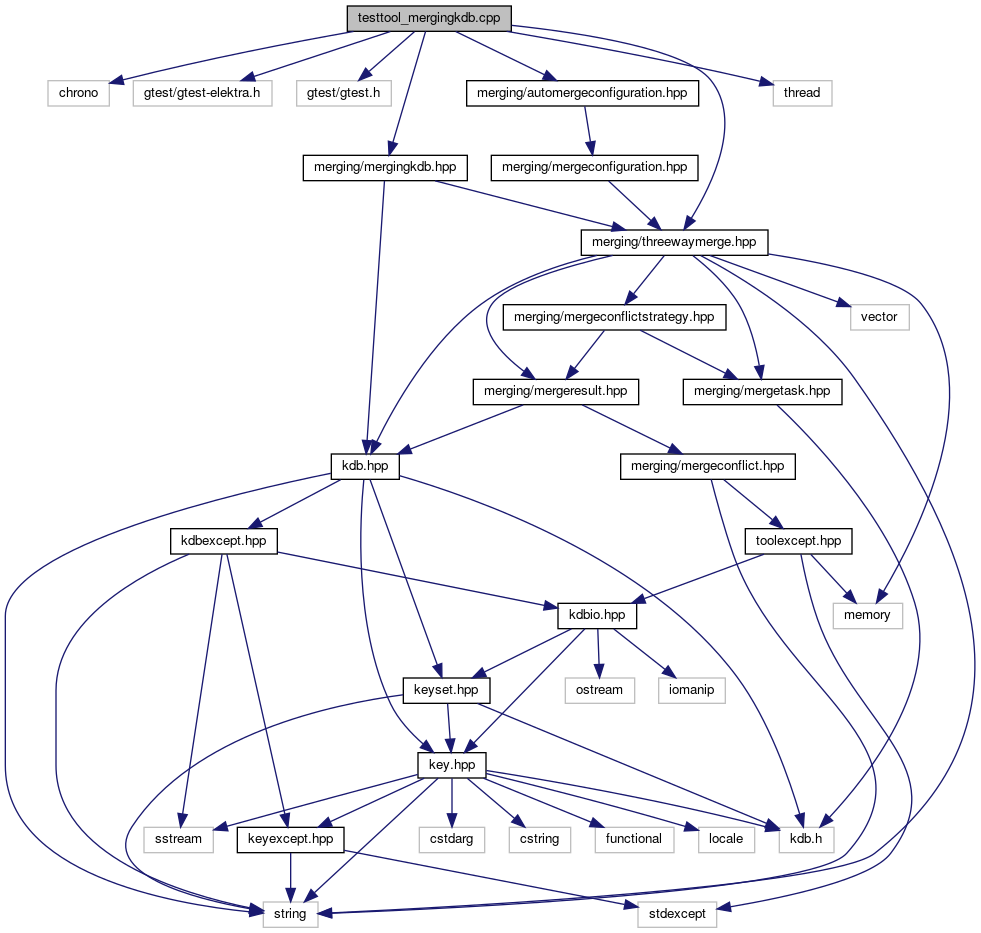 testtool_mergingkdb.cpp
chrono
gtest/gtest-elektra.h
gtest/gtest.h
merging/automergeconfiguration.hpp
thread
merging/mergingkdb.hpp
merging/mergeconfiguration.hpp
merging/threewaymerge.hpp
merging/mergeconflictstrategy.hpp
vector
merging/mergeresult.hpp
merging/mergetask.hpp
kdb.hpp
merging/mergeconflict.hpp
kdbexcept.hpp
toolexcept.hpp
kdbio.hpp
memory
keyset.hpp
ostream
iomanip
key.hpp
sstream
keyexcept.hpp
cstdarg
cstring
functional
locale
kdb.h
string
stdexcept